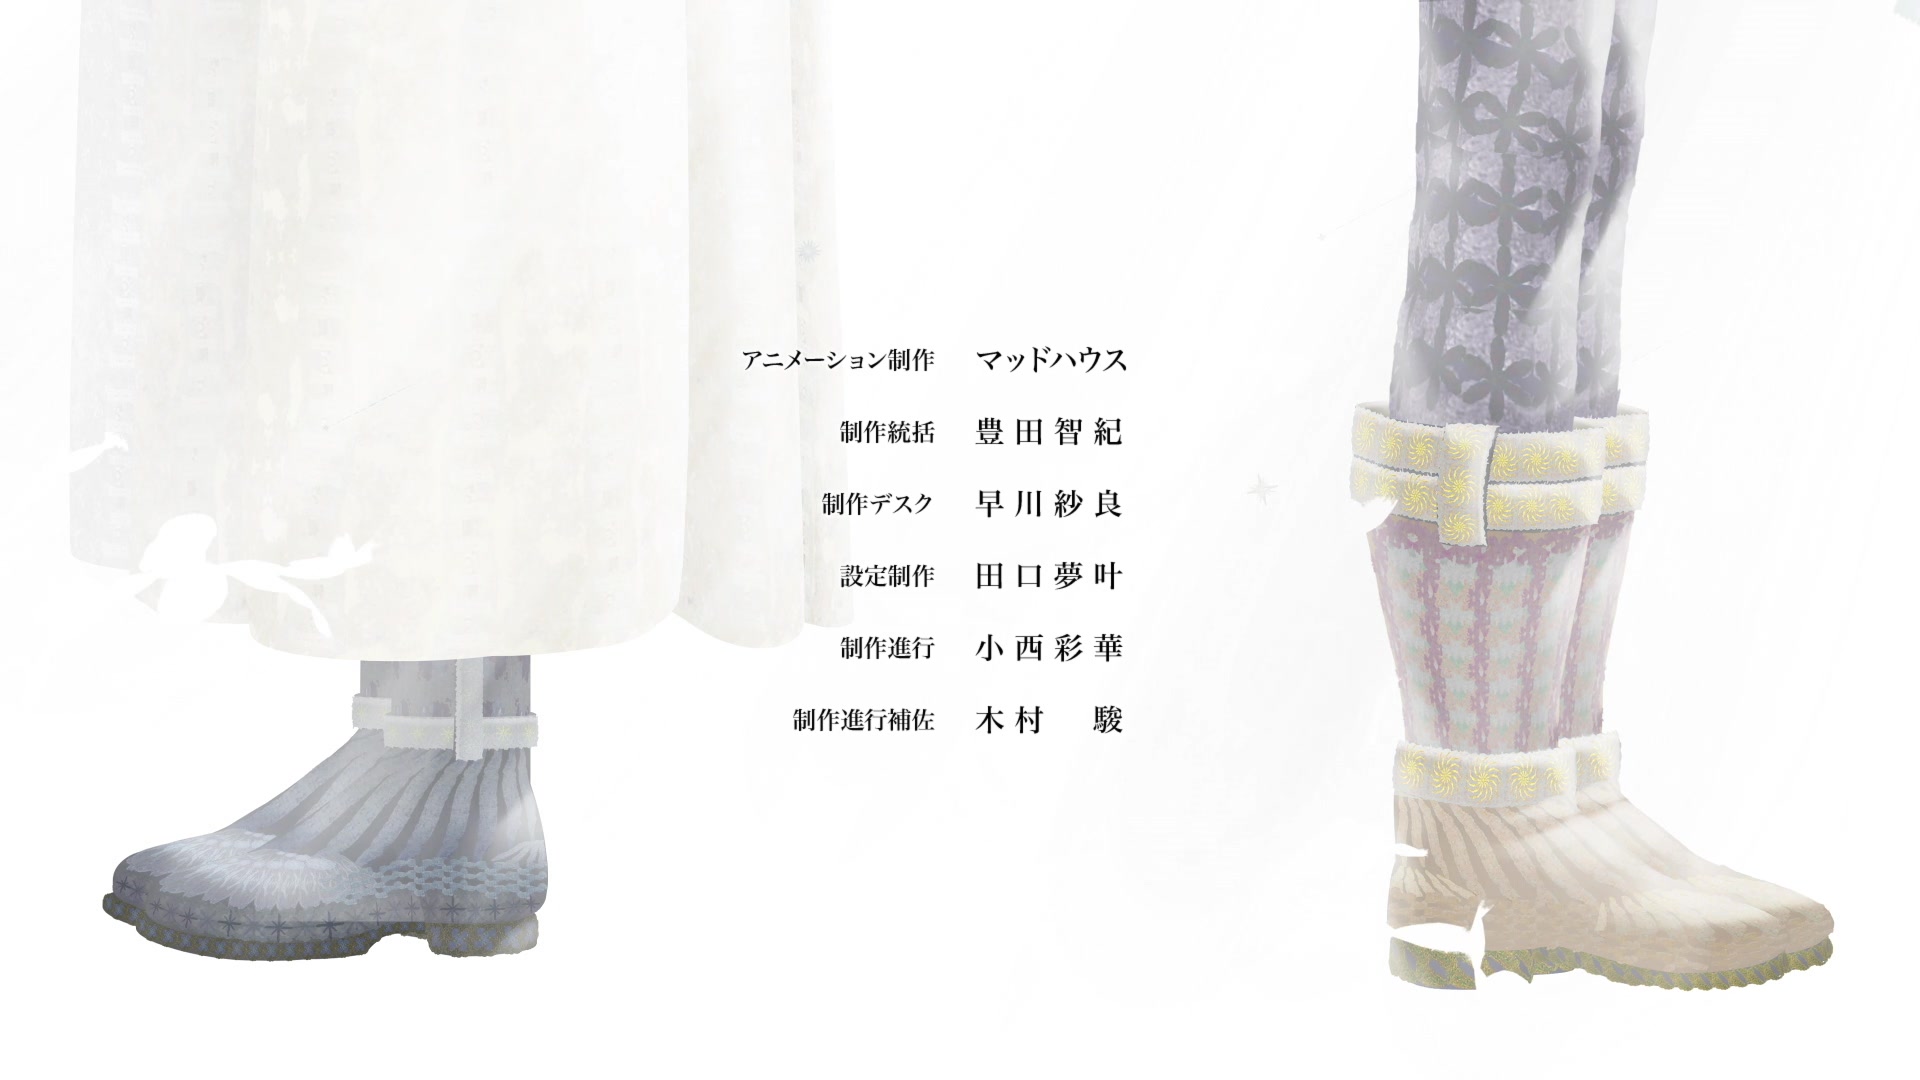 アニメーション制作 マッドハウス
制作統括 豊田智紀
制作デスク 早川紗良
設定制作 田口夢叶
制作進行 小西彩華
制作進行補佐 木村 駿